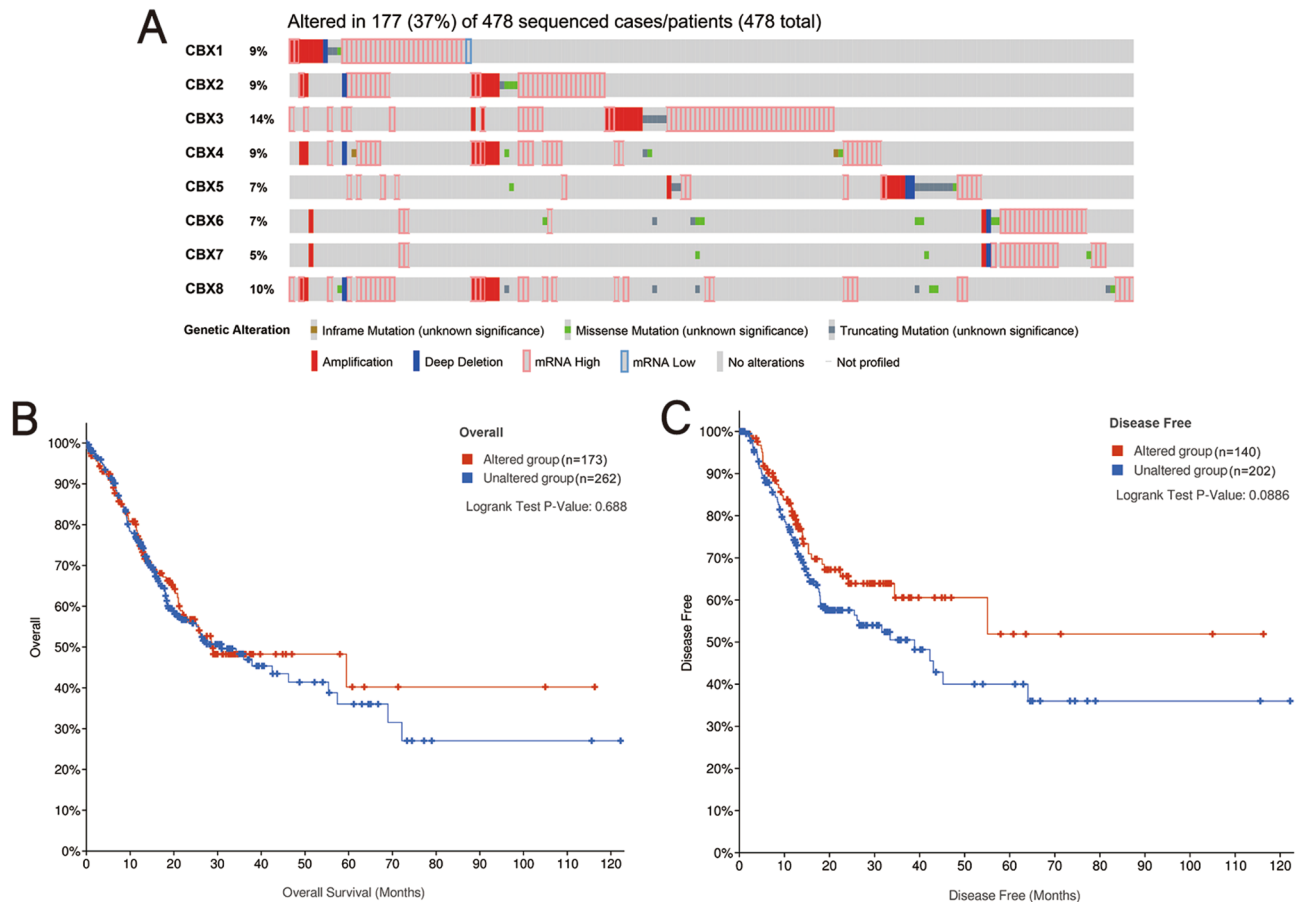 A
Altered in 177 (37%) of 478 sequenced cases/patients (478 total)
CBX1 9%
CBX2 9%
CBX3 14%
CBX4 9%
CBX5 7%
CBX6 7%
CBX7 5%
CBX8 10%
Genetic Alteration Inframe Mutation (unknown significance) Missense Mutation (unknown significance) Truncating Mutation (unknown significance)
Amplification Deep Deletion mRNA High mRNA Low No alterations Not profiled
B
Overall
Altered group (n=173)
Unaltered group (n=262)
Logrank Test P-Value: 0.688
100%
90%
80%
70%
60%
50%
40%
30%
20%
10%
0%
Overall
0 10 20 30 40 50 60 70 80 90 100 110 120
Overall Survival (Months)
C
Disease Free
Altered group (n=140)
Unaltered group (n=202)
Logrank Test P-Value: 0.0886
100%
90%
80%
70%
60%
50%
40%
30%
20%
10%
0%
Disease Free
0 10 20 30 40 50 60 70 80 90 100 110 120
Disease Free (Months)